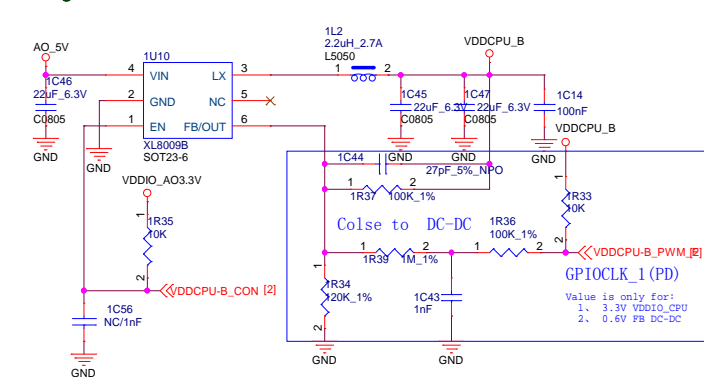 AO_5V
1U10
1L2
2.2uH_2.7A
L5050
VDDCPU_B
4
VIN
LX
3
1
2
1C46
22uF_6.3V
C0805
2
GND
NC
5
1
EN
FB/OUT
6
XL8009B
SOT23-6
1C45
22uF_6.3V
C0805
1C47
22uF_6.3V
C0805
1C14
100nF
GND
GND
GND
GND
GND
VDDCPU_B
VDDIO_AO3.3V
1C44
27pF_5%_NPO
1
2
1R37
100K_1%
1
1R33
10K
2
1
1R35
10K
2
Colse to DC-DC
1R36
100K_1%
1
2
VDDCPU-B_PWM_B
[2]
1
2
1R39
1M_1%
GPIOCLK_1(PD)
VDDCPU-B_CON
[2]
1
1R34
120K_1%
2
1C43
1nF
Value is only for:
1、 3.3V VDDIO_CPU
2、 0.6V FB DC-DC
1C56
NC/1nF
GND
GND
GND